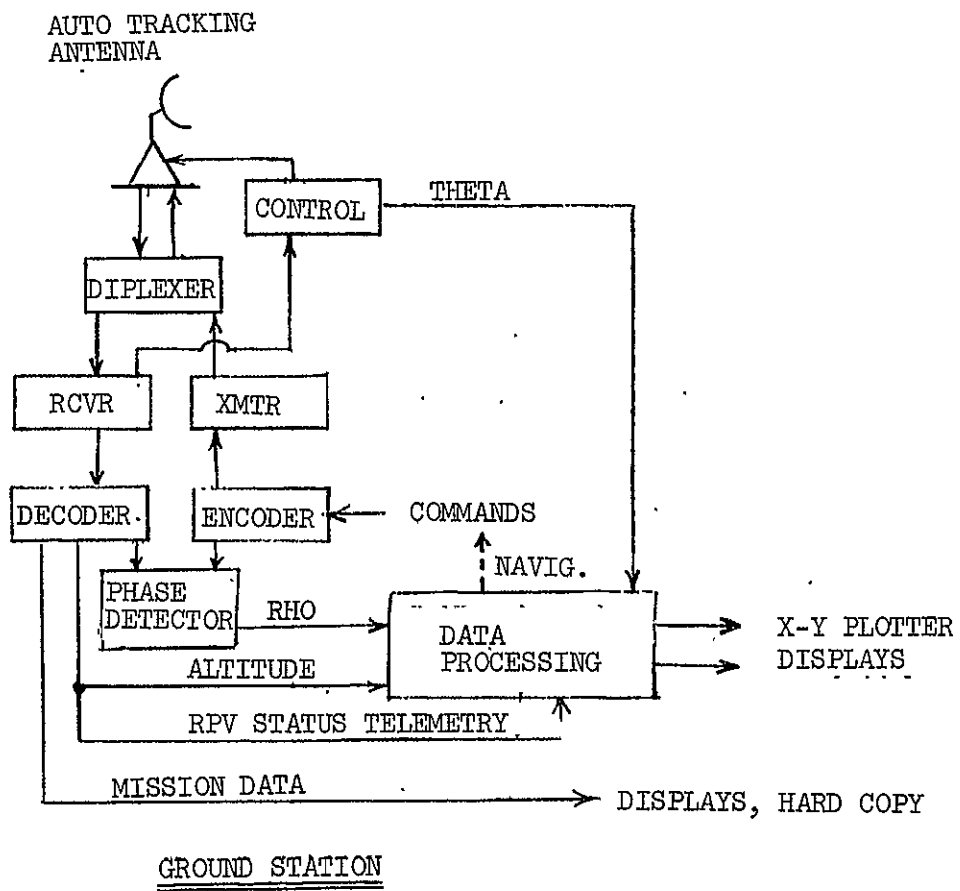 AUTO TRACKING
ANTENNA
CONTROL
THETA
DIPLEXER
RCVR
XMTR
DECODER
ENCODER
COMMANDS
NAVIG.
PHASE
DETECTOR
RHO
DATA
PROCESSING
X-Y PLOTTER
DISPLAYS
ALTITUDE
RPV STATUS TELEMETRY
MISSION DATA
DISPLAYS, HARD COPY
GROUND STATION